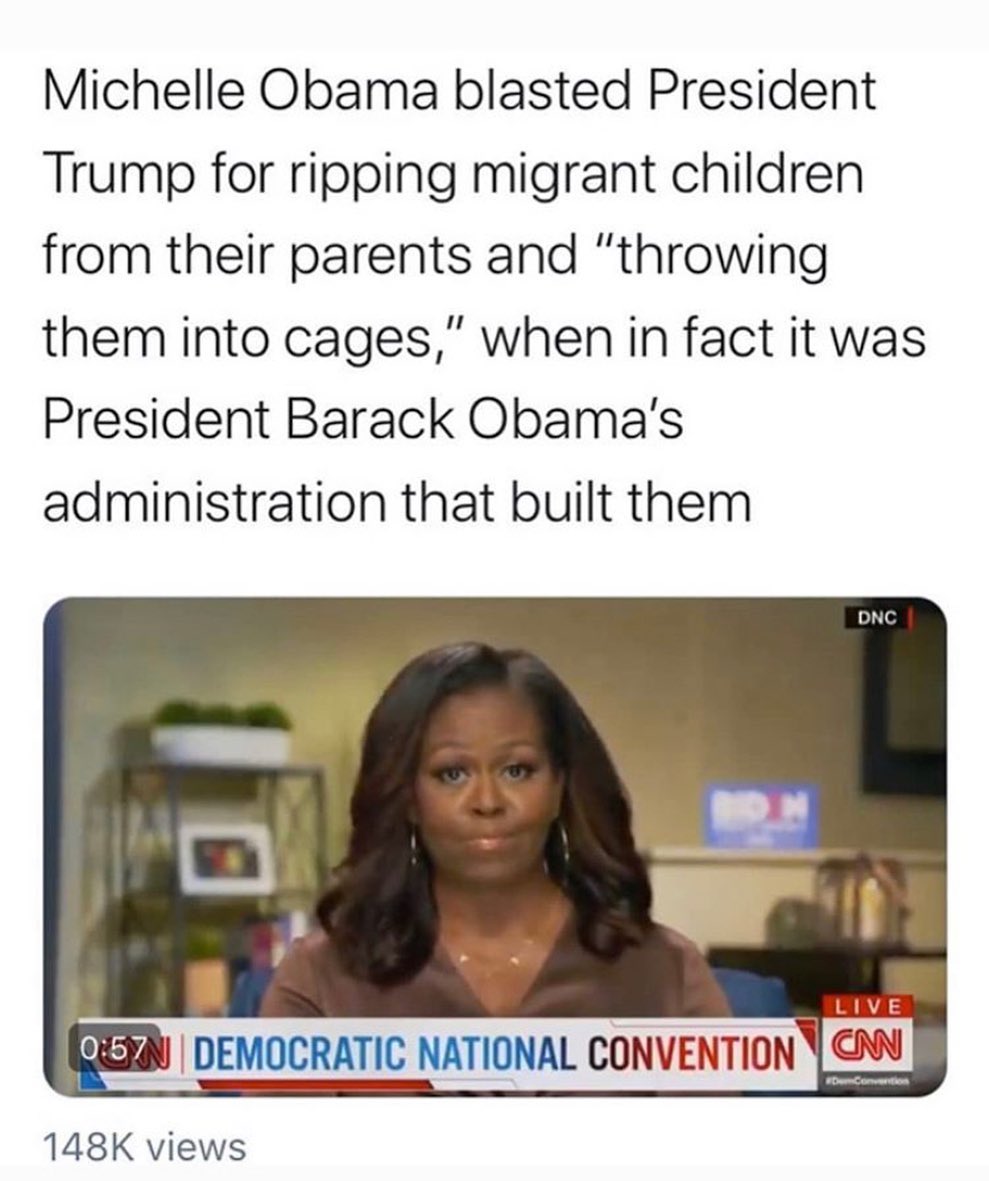 Michelle Obama blasted President
Trump for ripping migrant children
from their parents and "throwing
them into cages," when in fact it was
President Barack Obama's
administration that built them
DNC
LIVE
0:57 | DEMOCRATIC NATIONAL CONVENTION
CNN
#DemConvention
148K views